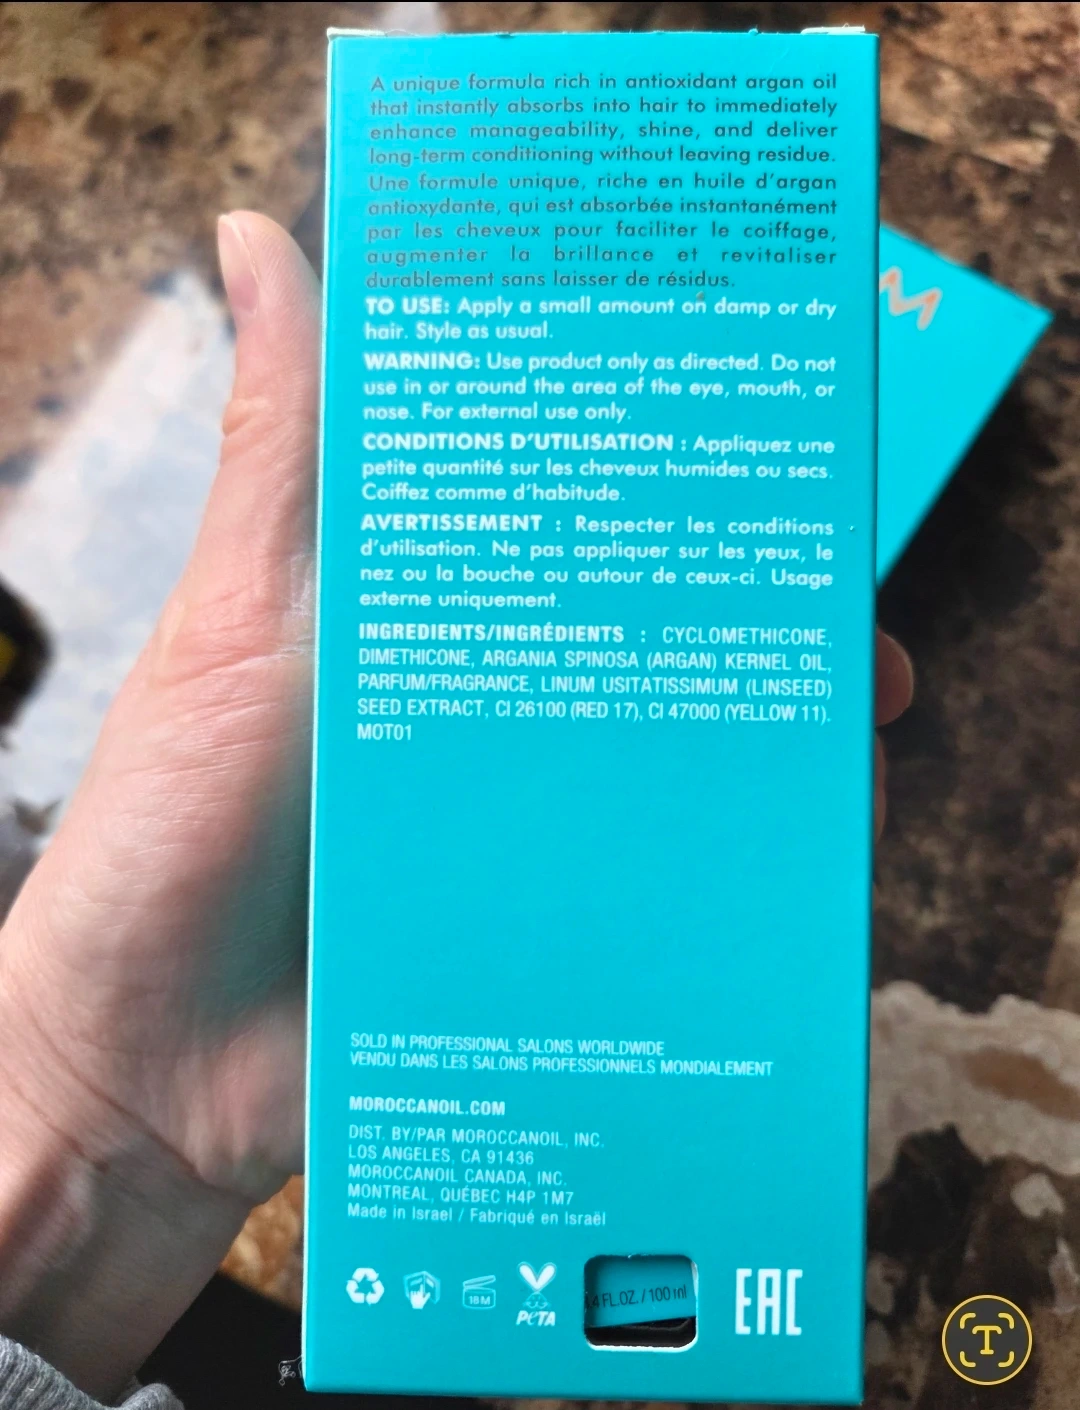 A unique formula rich in antioxidant argan oil
that instantly absorbs into hair to immediately
enhance manageability, shine, and deliver
long-term conditioning without leaving residue.
Une formule unique, riche en huile d'argan
antioxydante, qui est absorbée instantanément
par les cheveux pour faciliter le coiffage,
augmenter la brillance et revitaliser
durablement sans laisser de résidus.
TO USE: Apply a small amount on damp or dry
hair. Style as usual.
WARNING: Use product only as directed. Do not
use in or around the area of the eye, mouth, or
nose. For external use only.
CONDITIONS D'UTILISATION : Appliquez une
petite quantité sur les cheveux humides ou secs.
Coiffez comme d'habitude.
AVERTISSEMENT : Respecter les conditions
d'utilisation. Ne pas appliquer sur les yeux, le
nez ou la bouche ou autour de ceux-ci. Usage
externe uniquement.
INGREDIENTS/INGRÉDIENTS : CYCLOMETHICONE,
DIMETHICONE, ARGANIA SPINOSA (ARGAN) KERNEL OIL,
PARFUM/FRAGRANCE, LINUM USITATISSIMUM (LINSEED)
SEED EXTRACT, CI 26100 (RED 17), CI 47000 (YELLOW 11).
MOT01
SOLD IN PROFESSIONAL SALONS WORLDWIDE
VENDU DANS LES SALONS PROFESSIONNELS MONDIALEMENT
MOROCCANOIL.COM
DIST. BY/PAR MOROCCANOIL, INC.
LOS ANGELES, CA 91436
MOROCCANOIL CANADA, INC.
MONTREAL, QUÉBEC H4P 1M7
Made in Israel / Fabriqué en Israël
18M
PeTA
4 FL.OZ. / 100 ml
EAC
M